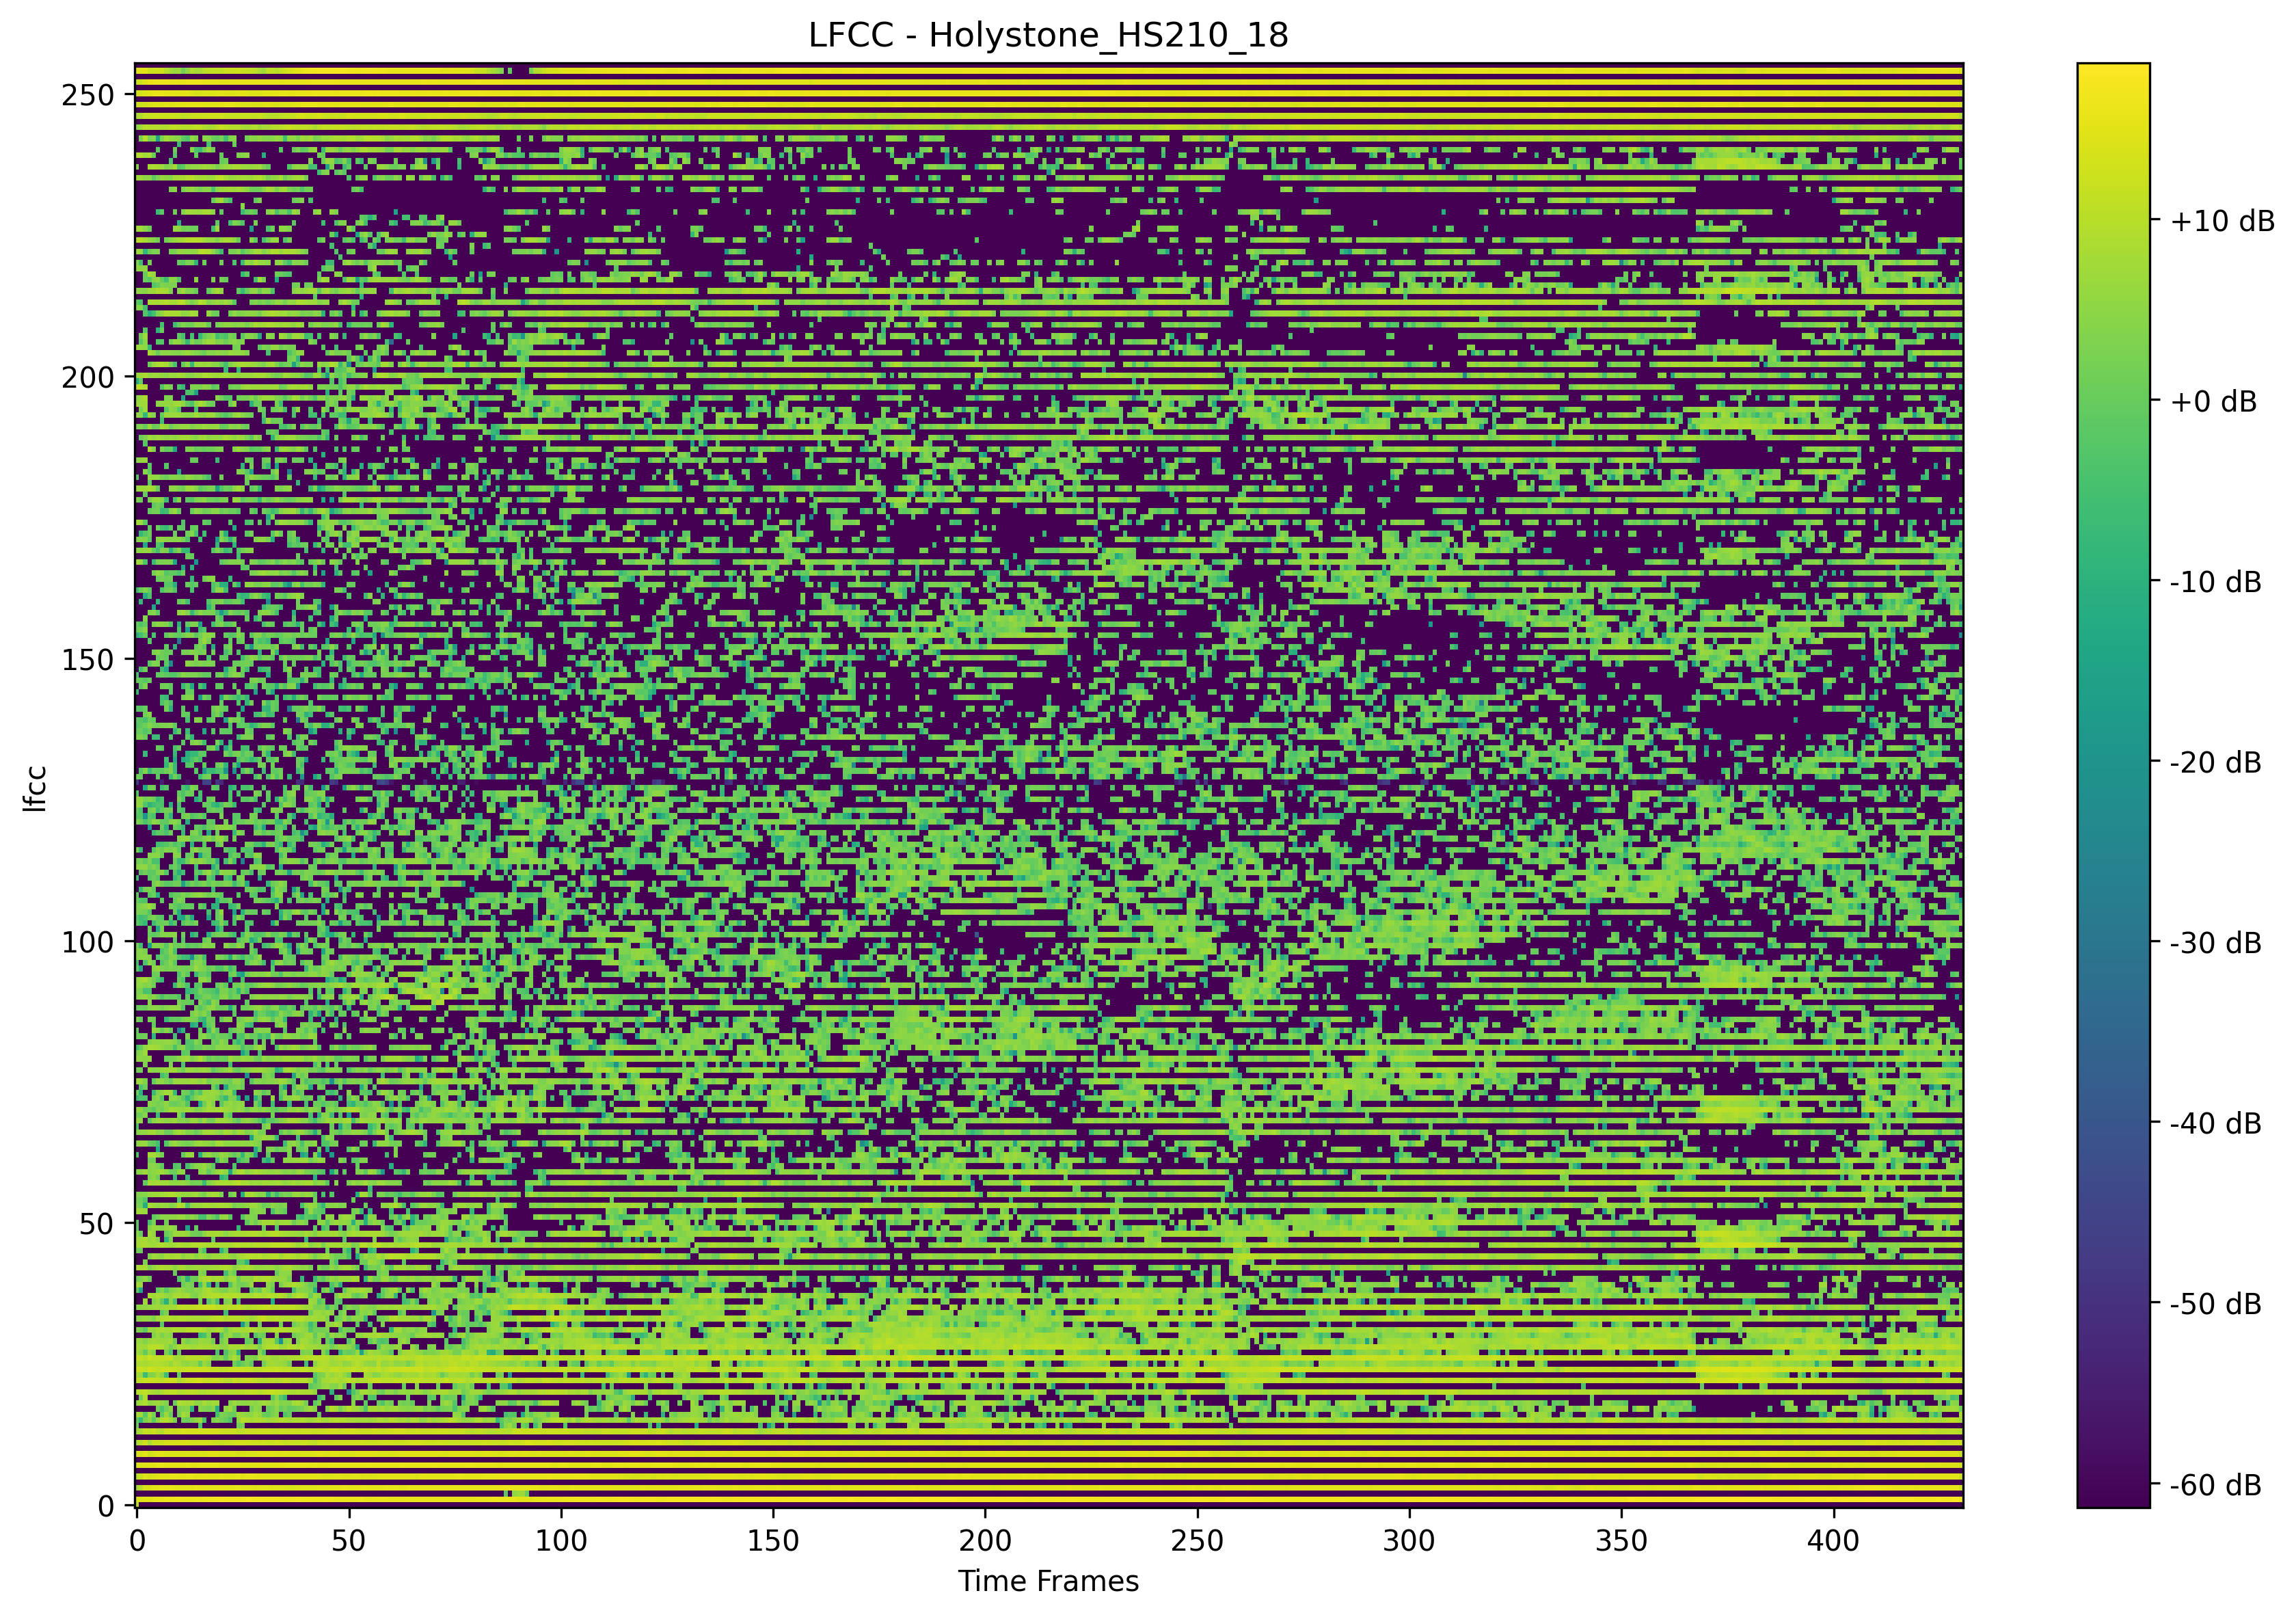 LFCC - Holystone_HS210_18
250
200
150
100
50
0
lfcc
0 50 100 150 200 250 300 350 400
Time Frames
+10 dB
+0 dB
-10 dB
-20 dB
-30 dB
-40 dB
-50 dB
-60 dB